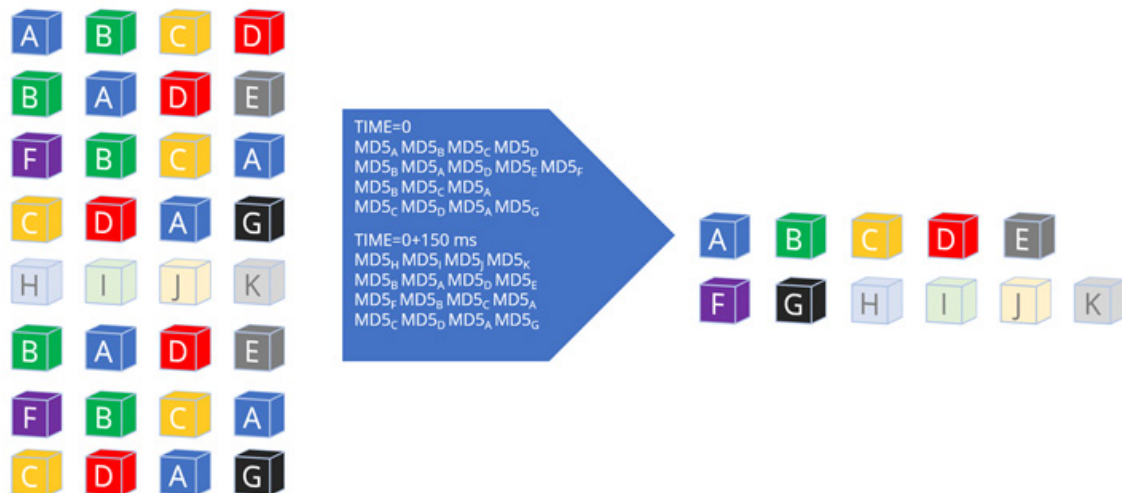 A B C D
B A D E
F B C A
C D A G
H I J K
B A D E
F B C A
C D A G
TIME=0
MD5A MD5B MD5C MD5D
MD5B MD5A MD5D MD5E MD5F
MD5B MD5C MD5A
MD5C MD5D MD5A MD5G
TIME=0+150 ms
MD5H MD5I MD5J MD5K
MD5B MD5A MD5D MD5E
MD5F MD5B MD5C MD5A
MD5C MD5D MD5A MD5G
A B C D E
F G H I J K